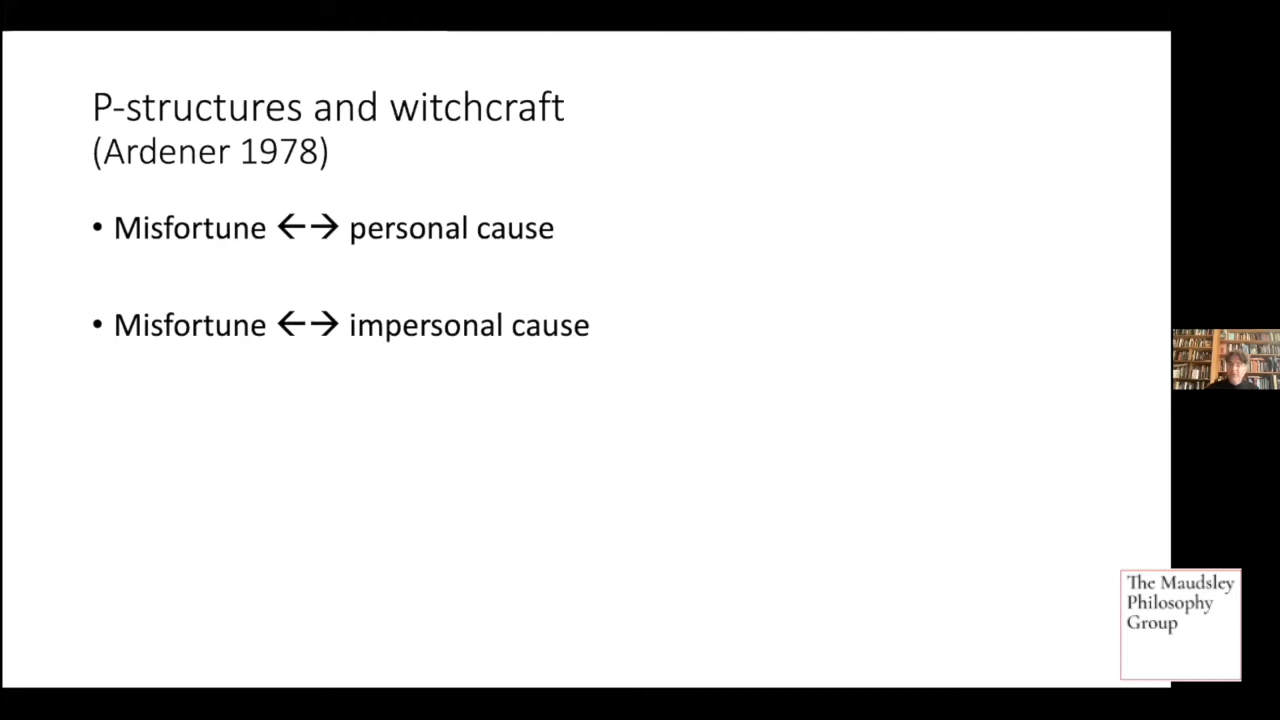 P-structures and witchcraft
(Ardener 1978)
• Misfortune ←→ personal cause
• Misfortune ←→ impersonal cause
The Maudsley
Philosophy
Group